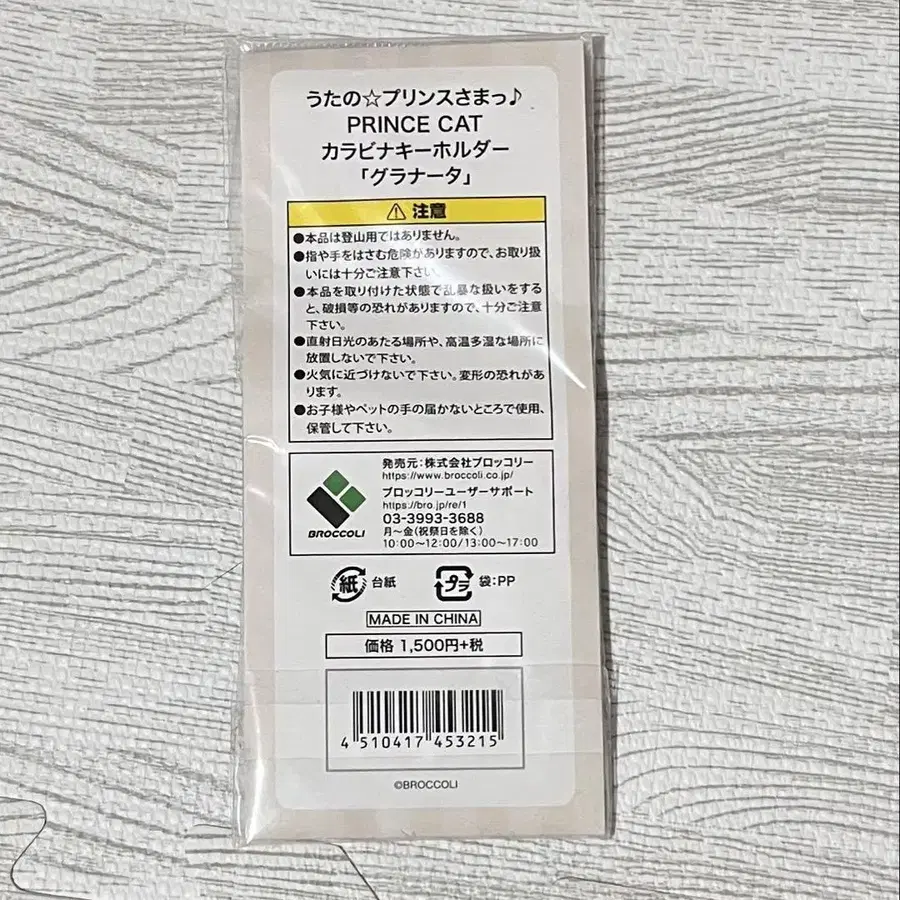 うたの☆プリンスさまっ♪
PRINCE CAT
カラビナキーホルダー
「グラナータ」
⚠ 注意
●本品は登山用ではありません。
●指や手をはさむ危険がありますので、お取り扱
いには十分ご注意下さい。
●本品を取り付けた状態で乱暴な扱いをする
と、破損等の恐れがありますので、十分ご注意
下さい。
●直射日光のあたる場所や、高温多湿な場所に
放置しないで下さい。
●火気に近づけないで下さい。変形の恐れがあ
ります。
●お子様やペットの手の届かないところで使用、
保管して下さい。
BROCCOLI
発売元:株式会社ブロッコリー
https://www.broccoli.co.jp/
ブロッコリーユーザーサポート
https://bro.jp/re/1
03-3993-3688
月〜金(祝祭日を除く)
10:00〜12:00/13:00〜17:00
紙 台紙 プラ 袋:PP
MADE IN CHINA
価格 1,500円+税
4 510417 453215
©BROCCOLI